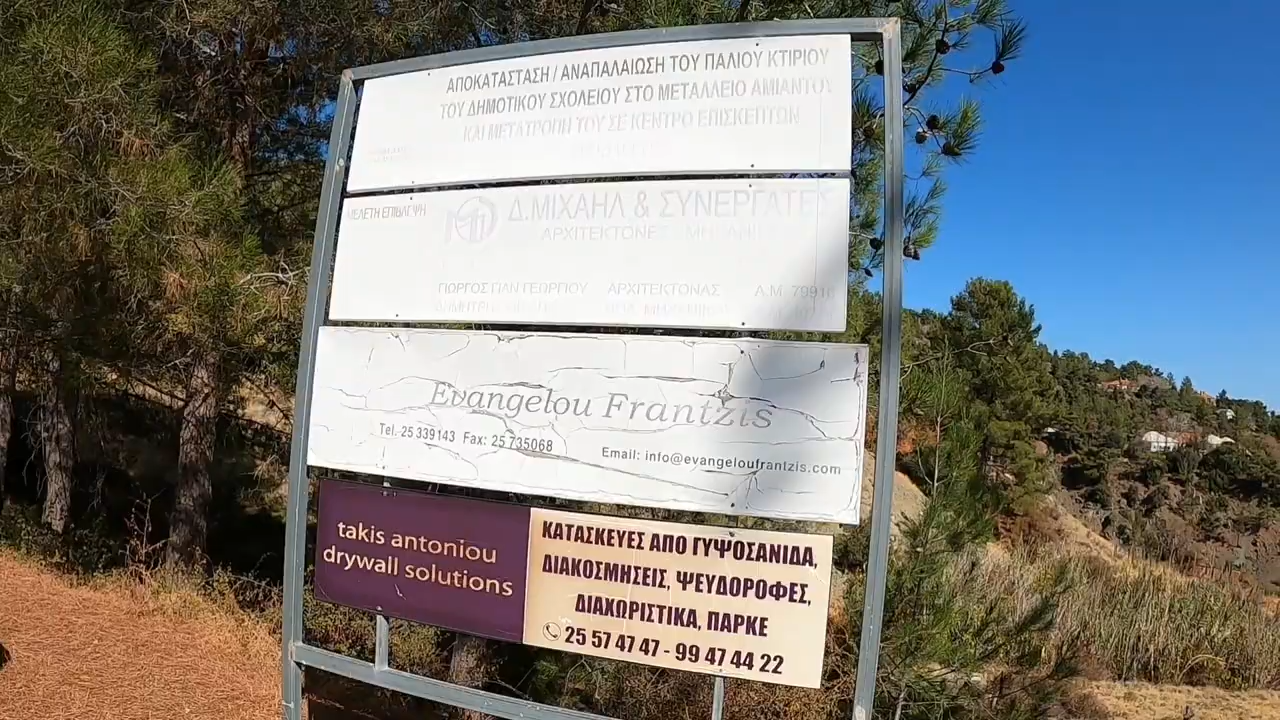 ΑΠΟΚΑΤΑΣΤΑΣΗ / ΑΝΑΠΑΛΑΙΩΣΗ ΤΟΥ ΠΑΛΙΟΥ ΚΤΙΡΙΟΥ
ΤΟΥ ΔΗΜΟΤΙΚΟΥ ΣΧΟΛΕΙΟΥ ΣΤΟ ΜΕΤΑΛΛΕΙΟ ΑΜΙΑΝΤΟΥ
ΚΑΙ ΜΕΤΑΤΡΟΠΗ ΤΟΥ ΣΕ ΚΕΝΤΡΟ ΕΠΙΣΚΕΠΤΩΝ
ΜΕΛΕΤΗ ΕΠΙΒΛΕΨΗ
Δ.ΜΙΧΑΗΛ & ΣΥΝΕΡΓΑΤΕΣ
ΑΡΧΙΤΕΚΤΟΝΕΣ
ΓΙΩΡΓΟΣ ΓΕΩΡΓΙΟΥ ΑΡΧΙΤΕΚΤΟΝΑΣ Α.Μ.
Evangelou Frantzis
Tel. 25 339143 Fax: 25 735068
Email: info@evangeloufrantzis.com
takis antoniou
drywall solutions
ΚΑΤΑΣΚΕΥΕΣ ΑΠΟ ΓΥΨΟΣΑΝΙΔΑ,
ΔΙΑΚΟΣΜΗΣΕΙΣ, ΨΕΥΔΟΡΟΦΕΣ,
ΔΙΑΧΩΡΙΣΤΙΚΑ, ΠΑΡΚΕ
25 57 47 47 - 99 47 44 22